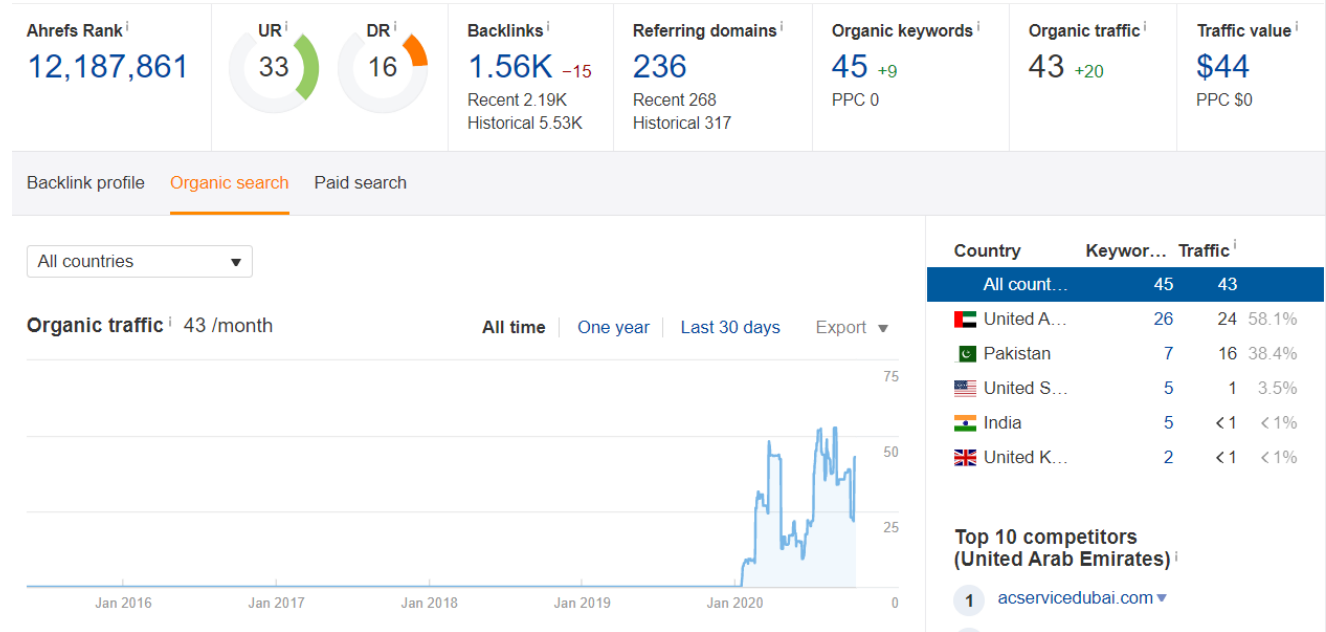 Ahrefs Rank i
12,187,861
UR i
33
DR i
16
Backlinks i
1.56K −15
Recent 2.19K
Historical 5.53K
Referring domains i
236
Recent 268
Historical 317
Organic keywords i
45 +9
PPC 0
Organic traffic i
43 +20
Traffic value i
$44
PPC $0
Backlink profile Organic search Paid search
All countries
Organic traffic i 43 /month
All time One year Last 30 days Export
75
50
25
0
Jan 2016 Jan 2017 Jan 2018 Jan 2019 Jan 2020
Country Keywor... Traffic i
All count... 45 43
United A... 26 24 58.1%
Pakistan 7 16 38.4%
United S... 5 1 3.5%
India 5 <1 <1%
United K... 2 <1 <1%
Top 10 competitors
(United Arab Emirates) i
1 acservicedubai.com